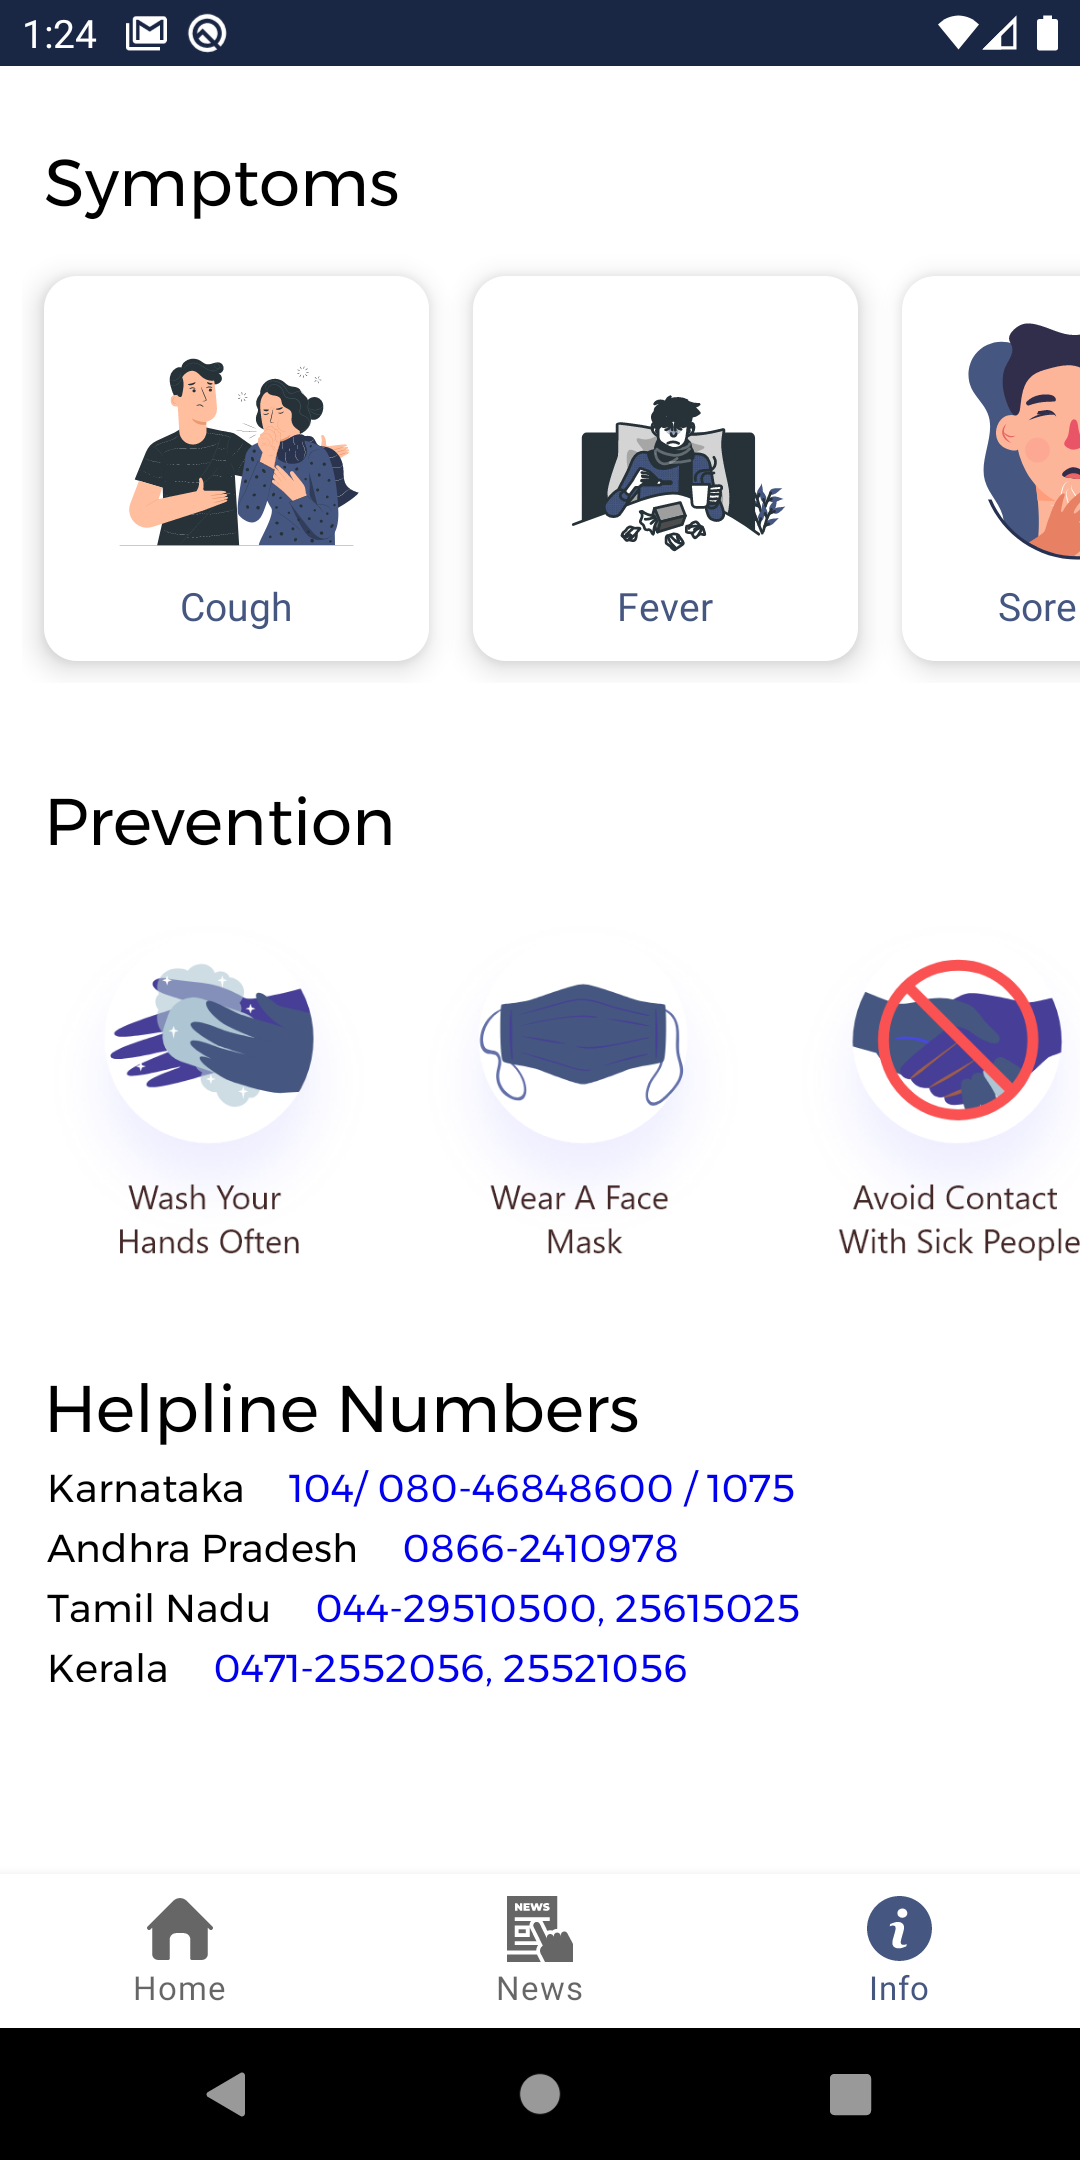 1:24
Symptoms
Cough
Fever
Sore
Prevention
Wash Your
Hands Often
Wear A Face
Mask
Avoid Contact
With Sick People
Helpline Numbers
Karnataka 104/ 080-46848600 / 1075
Andhra Pradesh 0866-2410978
Tamil Nadu 044-29510500, 25615025
Kerala 0471-2552056, 25521056
NEWS
Home
News
Info